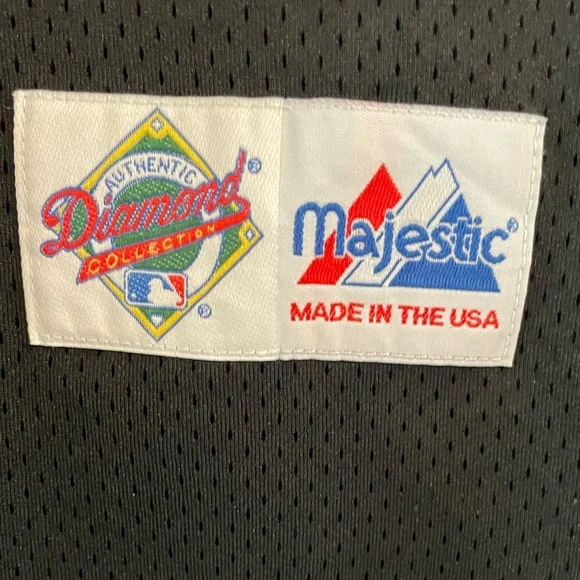 AUTHENTIC
Diamond®
COLLECTION
®
Majestic®
MADE IN THE USA